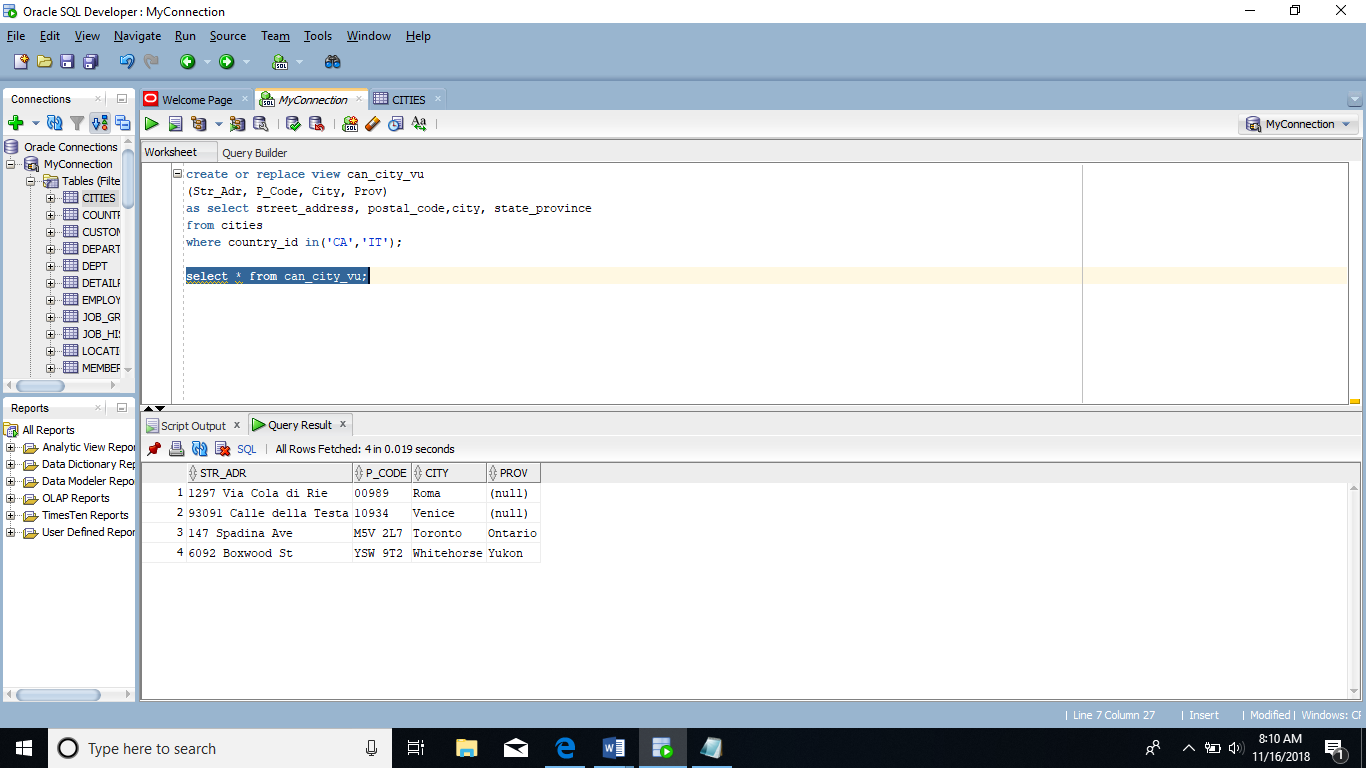 Oracle SQL Developer : MyConnection
File Edit View Navigate Run Source Team Tools Window Help
Connections
Oracle Connections
MyConnection
Tables (Filte
CITIES
COUNTR
CUSTOM
DEPART
DEPT
DETAILP
EMPLOY
JOB_GR
JOB_HIS
LOCATI
MEMBER
Reports
All Reports
Analytic View Repor
Data Dictionary Rep
Data Modeler Repo
OLAP Reports
TimesTen Reports
User Defined Repor
Welcome Page MyConnection CITIES
MyConnection
Worksheet Query Builder
create or replace view can_city_vu
(Str_Adr, P_Code, City, Prov)
as select street_address, postal_code,city, state_province
from cities
where country_id in('CA','IT');
select * from can_city_vu;
Script Output x Query Result x
SQL | All Rows Fetched: 4 in 0.019 seconds
STR_ADR P_CODE CITY PROV
1 1297 Via Cola di Rie 00989 Roma (null)
2 93091 Calle della Testa 10934 Venice (null)
3 147 Spadina Ave M5V 2L7 Toronto Ontario
4 6092 Boxwood St YSW 9T2 Whitehorse Yukon
| Line 7 Column 27 | Insert | Modified | Windows: CF
Type here to search
8:10 AM
11/16/2018
1